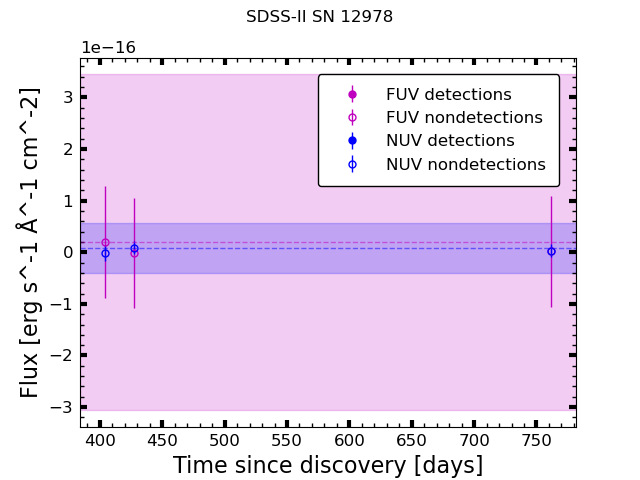 SDSS-II SN 12978
1e−16
Flux [erg s^-1 Å^-1 cm^-2]
3
2
1
0
−1
−2
−3
FUV detections
FUV nondetections
NUV detections
NUV nondetections
400 450 500 550 600 650 700 750
Time since discovery [days]